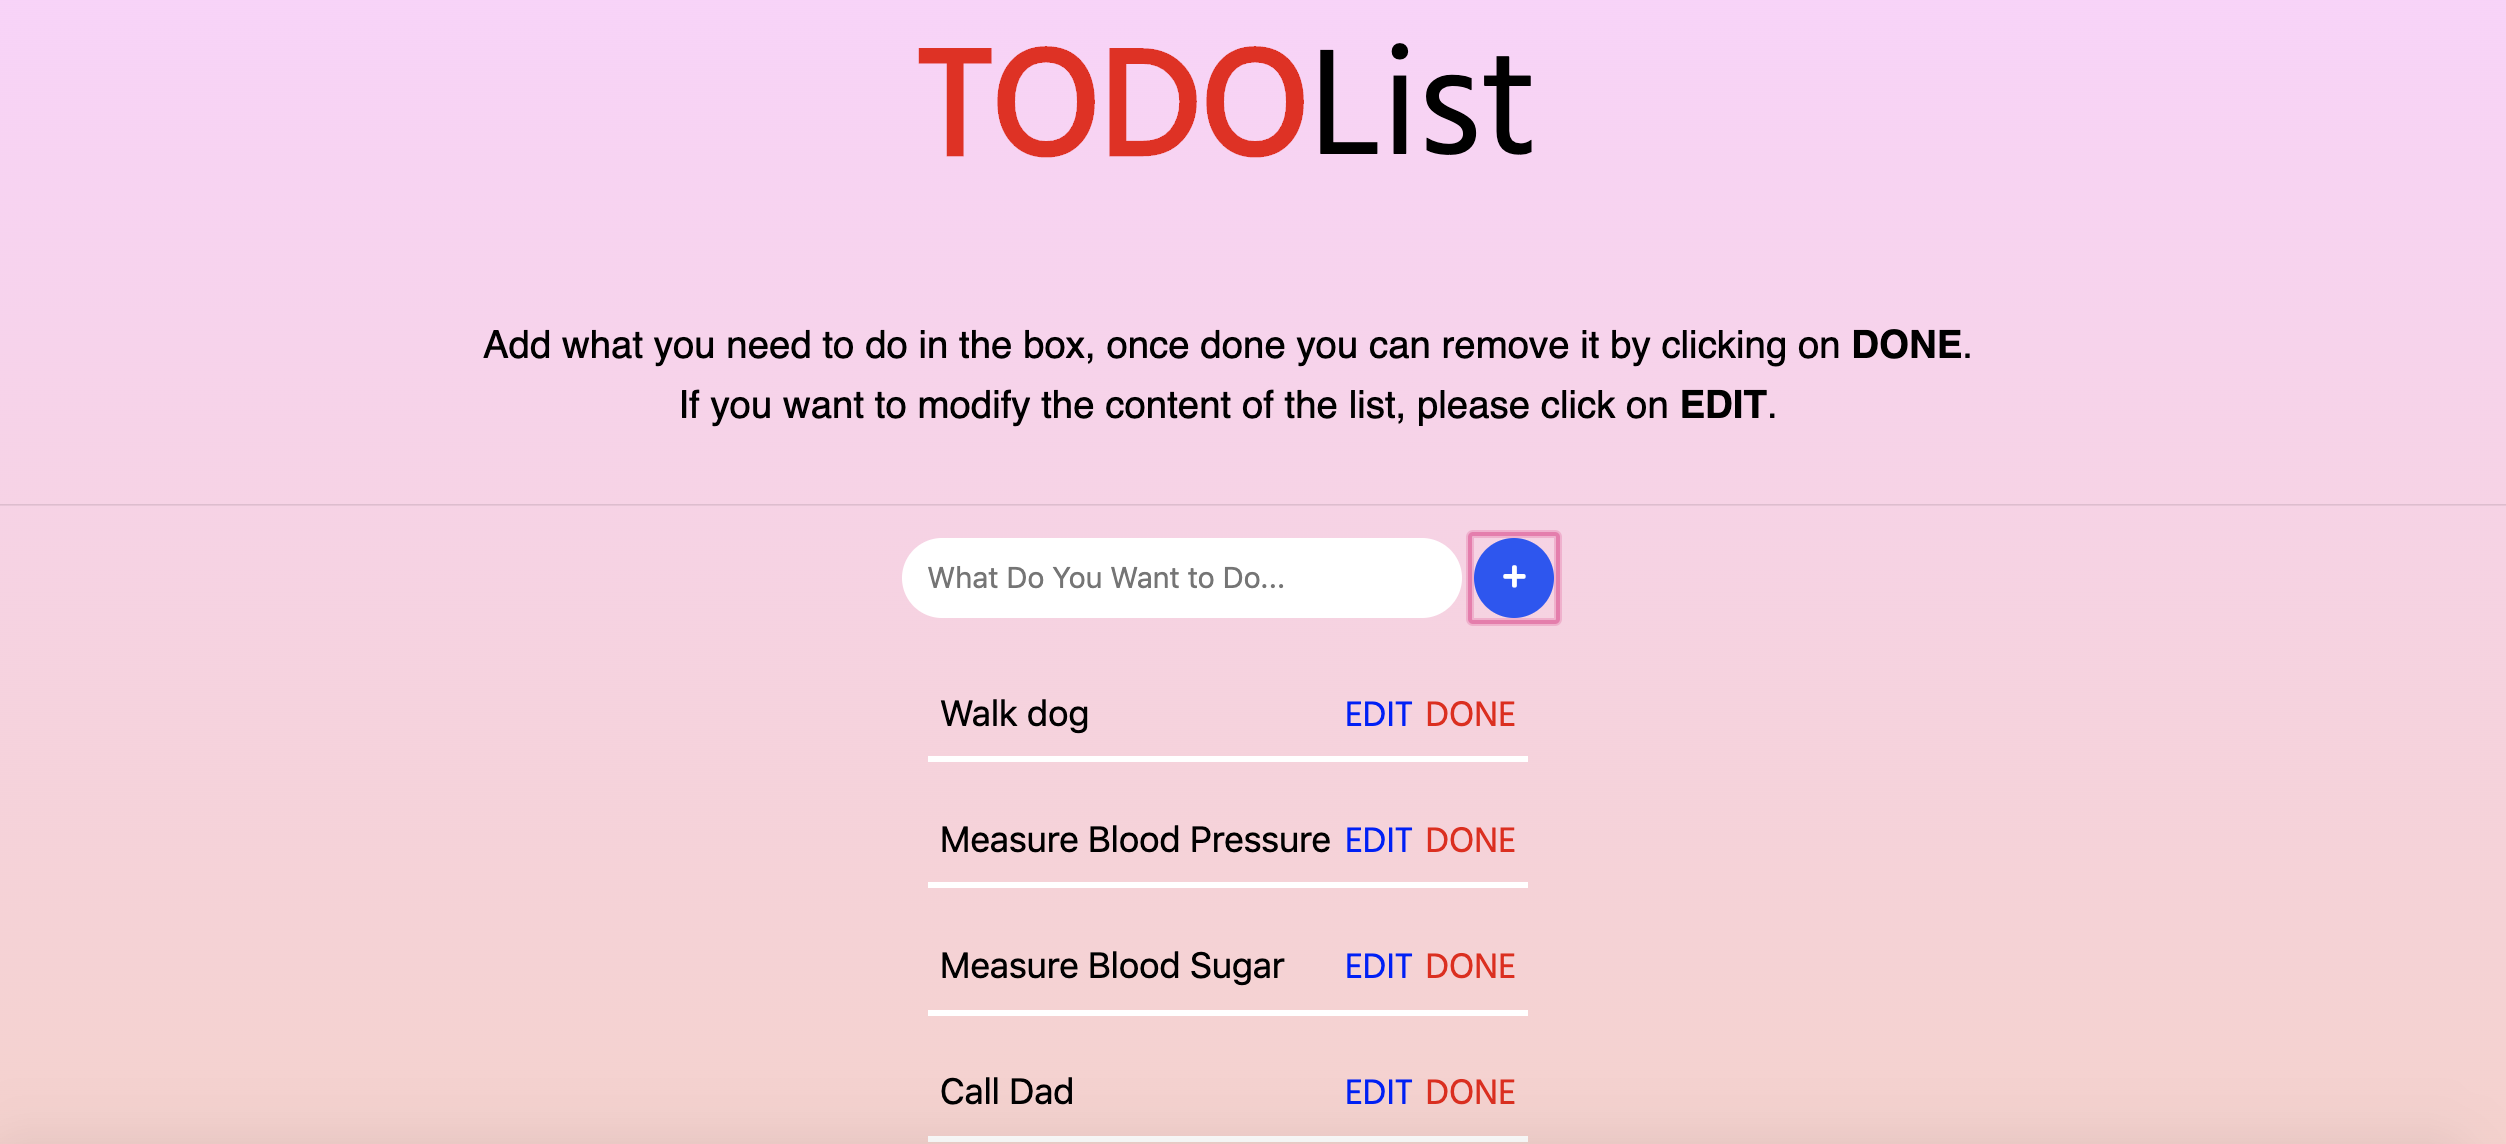 TODOList
Add what you need to do in the box, once done you can remove it by clicking on DONE.
If you want to modify the content of the list, please click on EDIT.
What Do You Want to Do...
+
Walk dog EDIT DONE
Measure Blood Pressure EDIT DONE
Measure Blood Sugar EDIT DONE
Call Dad EDIT DONE